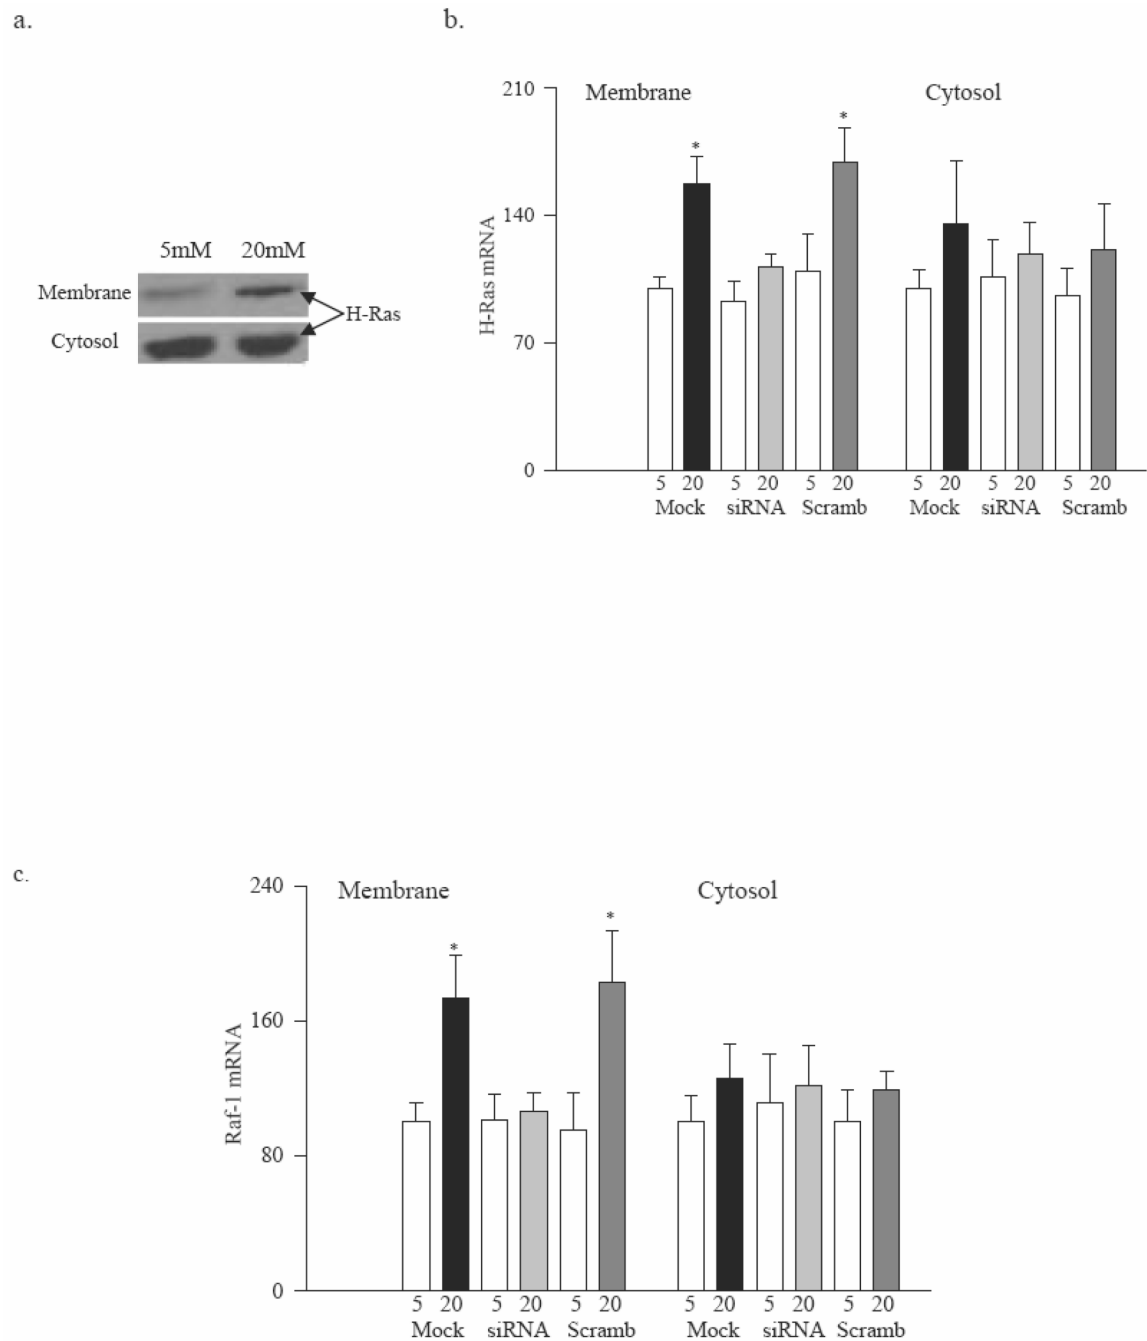 a.
5mM 20mM
Membrane
H-Ras
Cytosol
b.
210
Membrane Cytosol
* *
140
H-Ras mRNA
70
0
5 20 5 20 5 20 5 20 5 20 5 20
Mock siRNA Scramb Mock siRNA Scramb
c.
240
Membrane Cytosol
* *
160
Raf-1 mRNA
80
0
5 20 5 20 5 20 5 20 5 20 5 20
Mock siRNA Scramb Mock siRNA Scramb